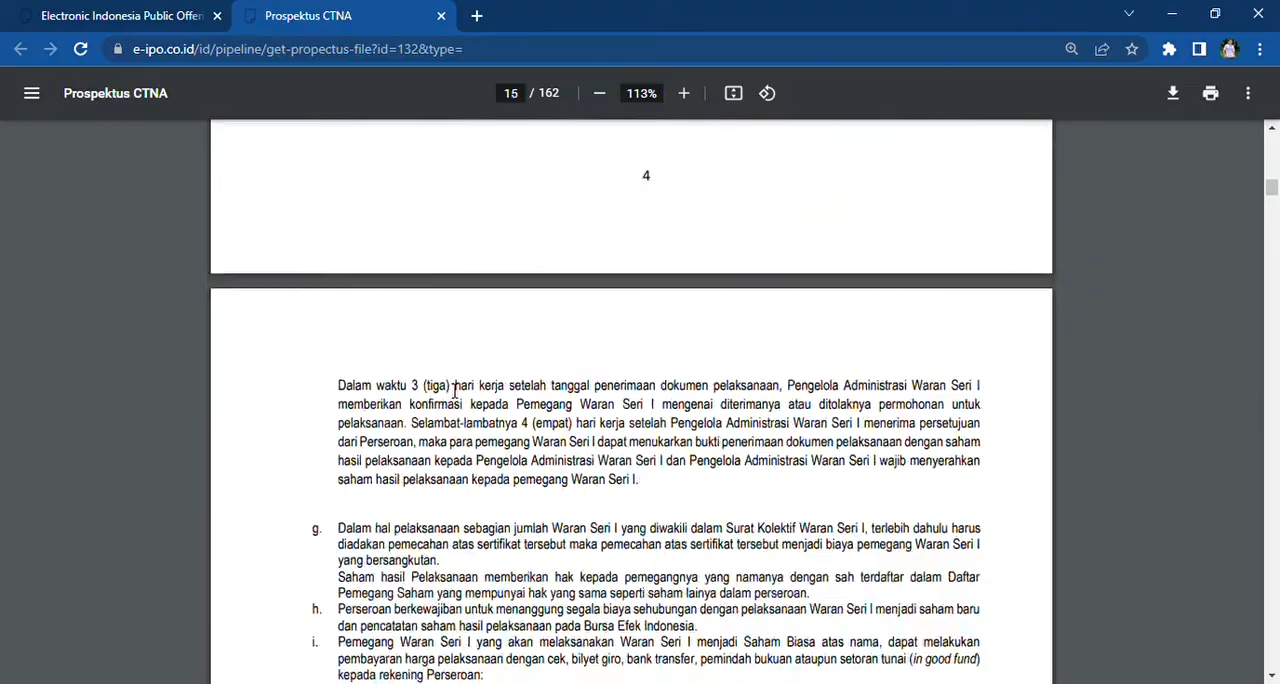 Electronic Indonesia Public Offeri
Prospektus CTNA
e-ipo.co.id/id/pipeline/get-propectus-file?id=132&type=
Prospektus CTNA
15 / 162
113%
4
Dalam waktu 3 (tiga) hari kerja setelah tanggal penerimaan dokumen pelaksanaan, Pengelola Administrasi Waran Seri I
memberikan konfirmasi kepada Pemegang Waran Seri I mengenai diterimanya atau ditolaknya permohonan untuk
pelaksanaan. Selambat-lambatnya 4 (empat) hari kerja setelah Pengelola Administrasi Waran Seri I menerima persetujuan
dari Perseroan, maka para pemegang Waran Seri I dapat menukarkan bukti penerimaan dokumen pelaksanaan dengan saham
hasil pelaksanaan kepada Pengelola Administrasi Waran Seri I dan Pengelola Administrasi Waran Seri I wajib menyerahkan
saham hasil pelaksanaan kepada pemegang Waran Seri I.
g. Dalam hal pelaksanaan sebagian jumlah Waran Seri I yang diwakili dalam Surat Kolektif Waran Seri I, terlebih dahulu harus
diadakan pemecahan atas sertifikat tersebut maka pemecahan atas sertifikat tersebut menjadi biaya pemegang Waran Seri I
yang bersangkutan.
Saham hasil Pelaksanaan memberikan hak kepada pemegangnya yang namanya dengan sah terdaftar dalam Daftar
Pemegang Saham yang mempunyai hak yang sama seperti saham lainya dalam perseroan.
h. Perseroan berkewajiban untuk menanggung segala biaya sehubungan dengan pelaksanaan Waran Seri I menjadi saham baru
dan pencatatan saham hasil pelaksanaan pada Bursa Efek Indonesia.
i. Pemegang Waran Seri I yang akan melaksanakan Waran Seri I menjadi Saham Biasa atas nama, dapat melakukan
pembayaran harga pelaksanaan dengan cek, bilyet giro, bank transfer, pemindah bukuan ataupun setoran tunai (in good fund)
kepada rekening Perseroan: